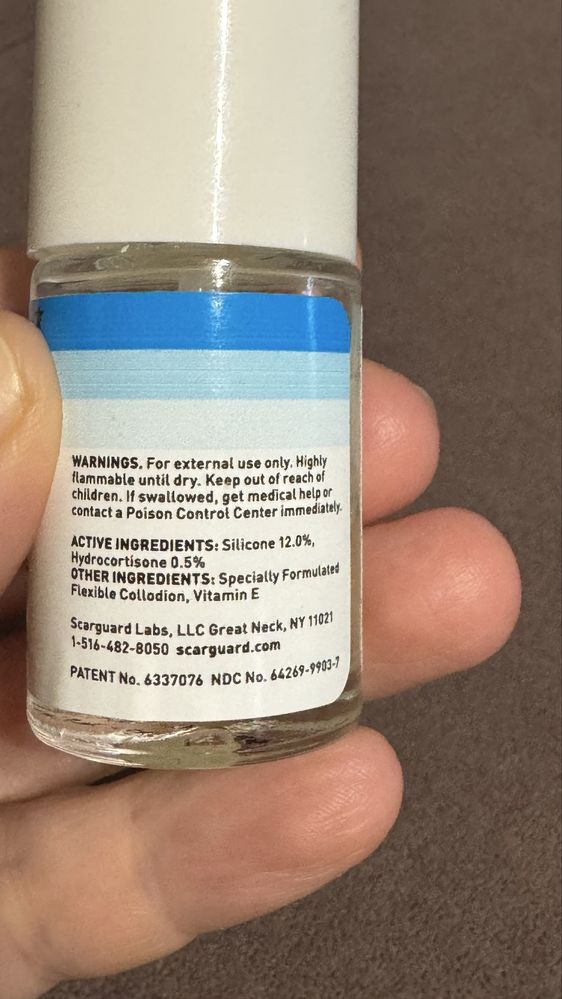 WARNINGS. For external use only. Highly
flammable until dry. Keep out of reach of
children. If swallowed, get medical help or
contact a Poison Control Center immediately.
ACTIVE INGREDIENTS: Silicone 12.0%,
Hydrocortisone 0.5%
OTHER INGREDIENTS: Specially Formulated
Flexible Collodion, Vitamin E
Scarguard Labs, LLC Great Neck, NY 11021
1-516-482-8050 scarguard.com
PATENT No. 6337076 NDC No. 64269-9903-7